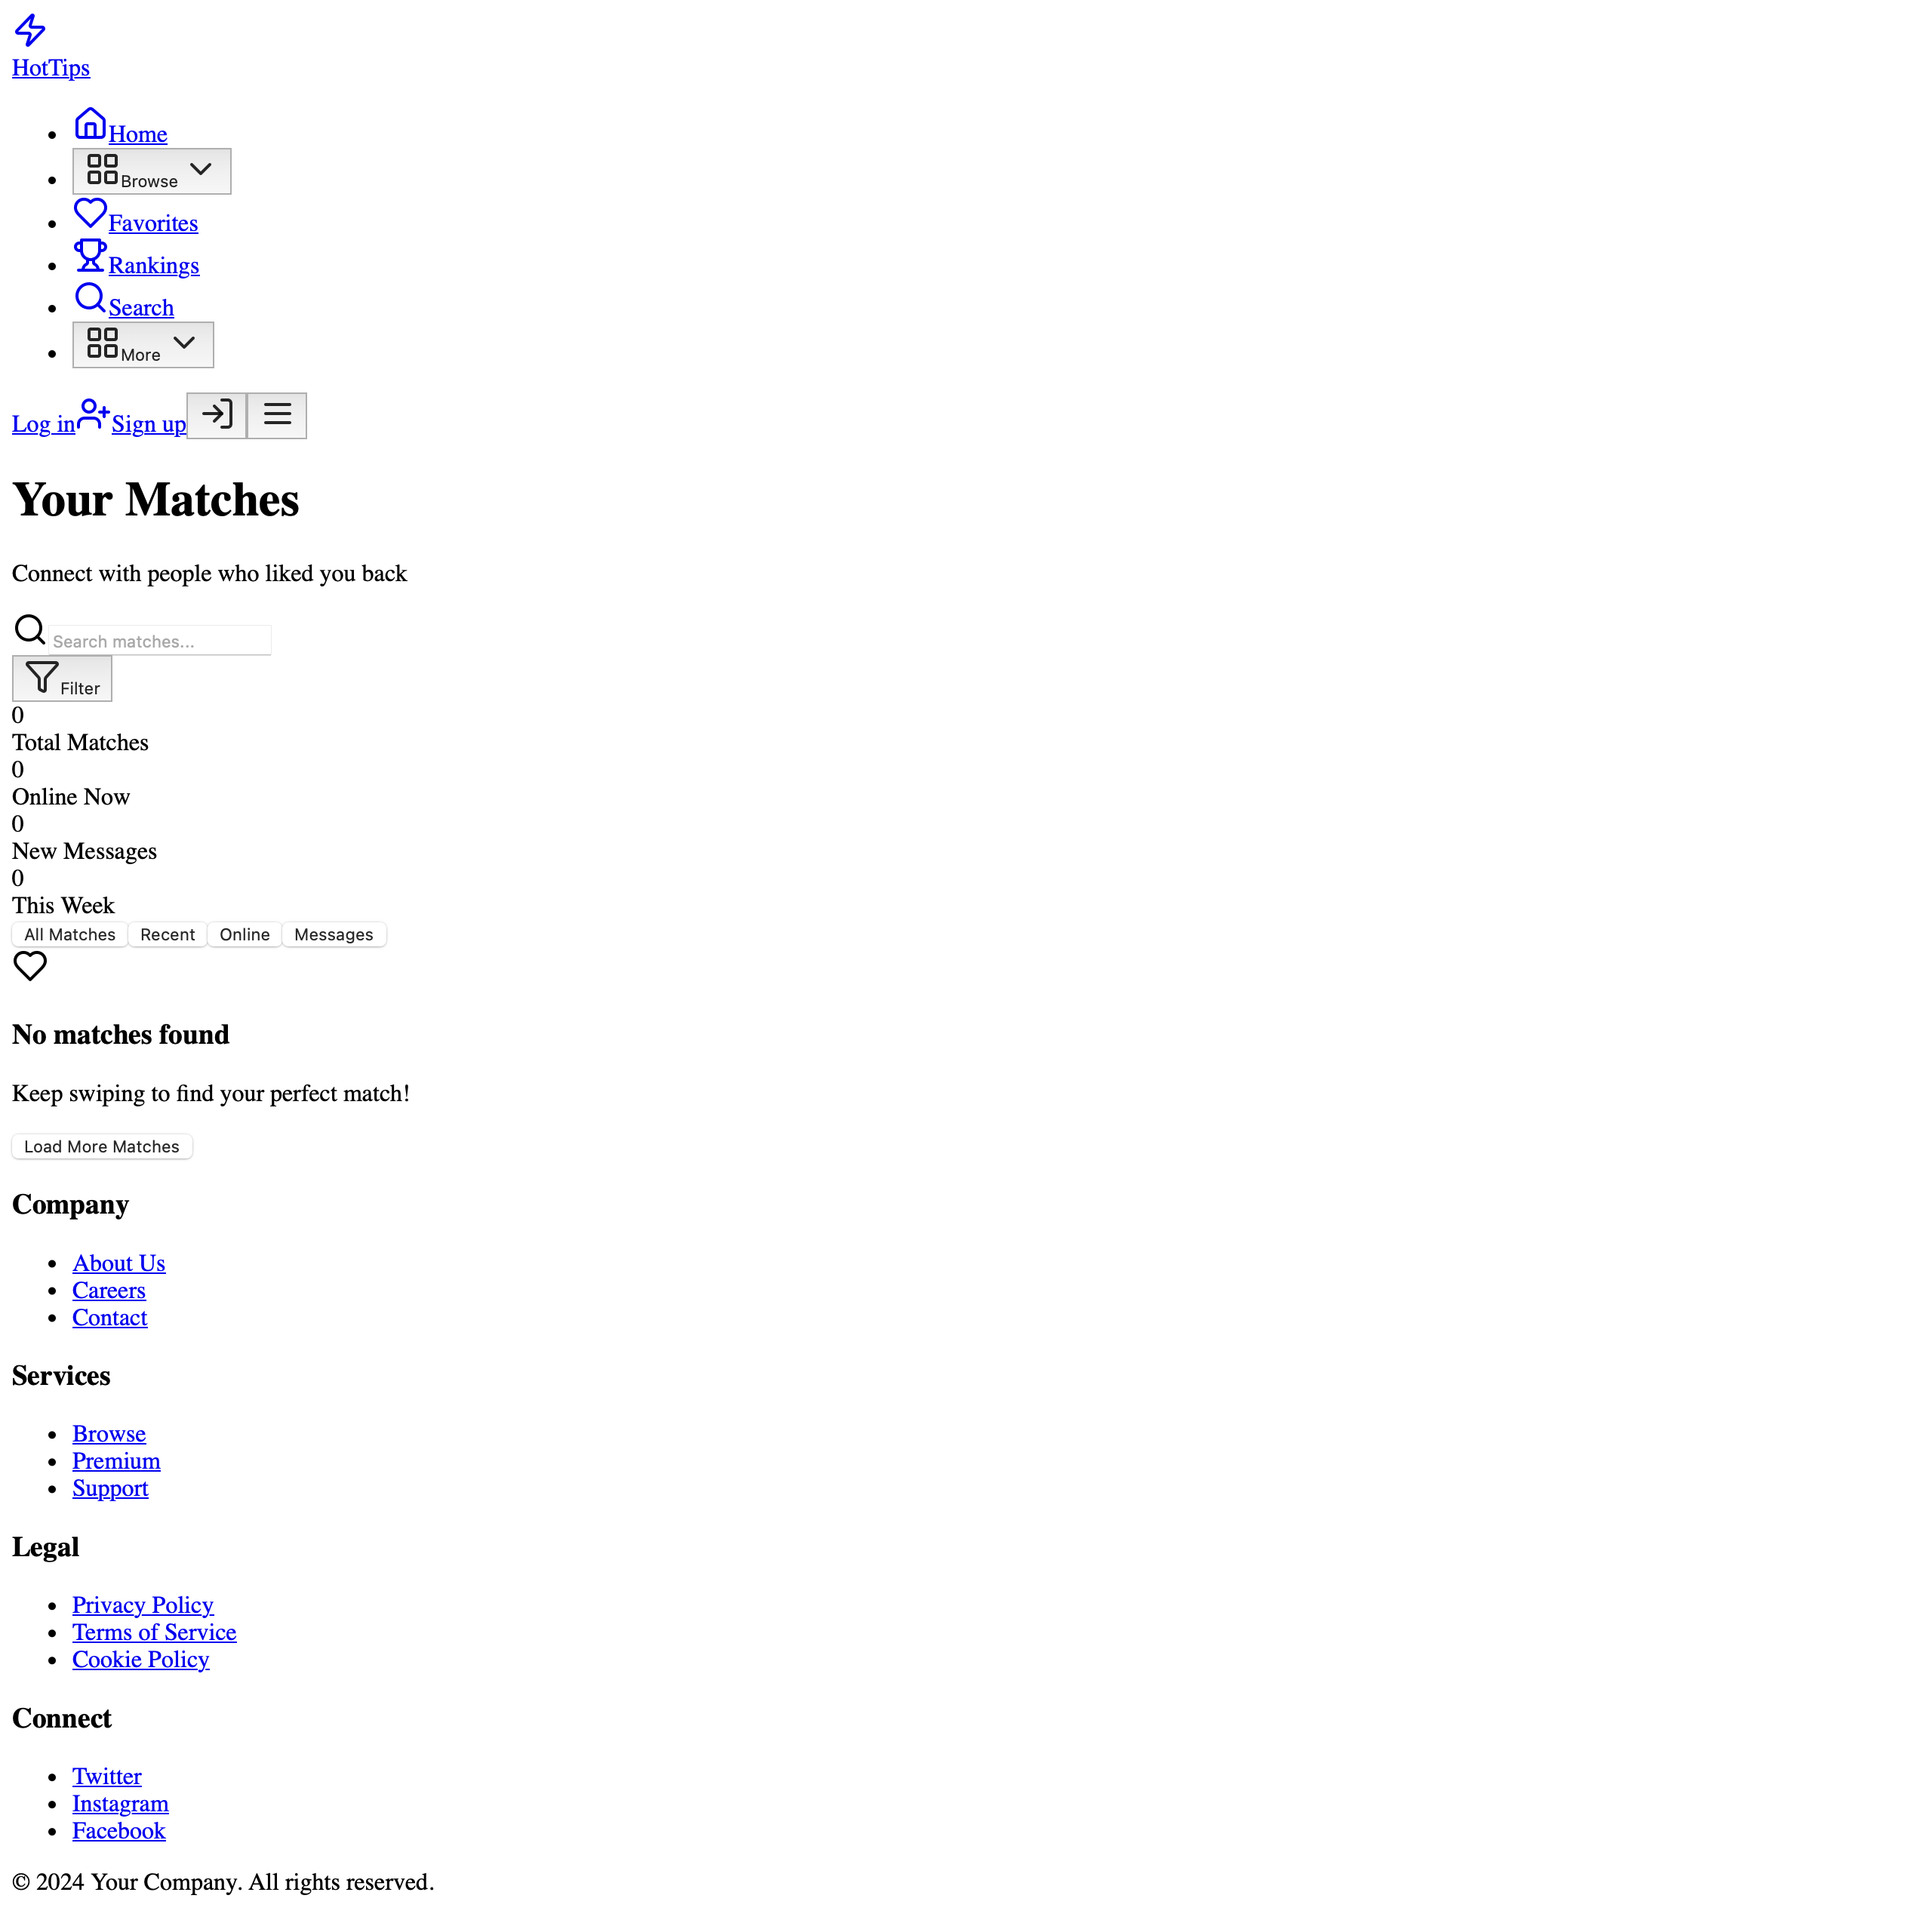 HotTips
Home
Browse
Favorites
Rankings
Search
More
Log in Sign up
Your Matches
Connect with people who liked you back
Search matches...
Filter
0
Total Matches
0
Online Now
0
New Messages
0
This Week
All Matches Recent Online Messages
No matches found
Keep swiping to find your perfect match!
Load More Matches
Company
About Us
Careers
Contact
Services
Browse
Premium
Support
Legal
Privacy Policy
Terms of Service
Cookie Policy
Connect
Twitter
Instagram
Facebook
© 2024 Your Company. All rights reserved.